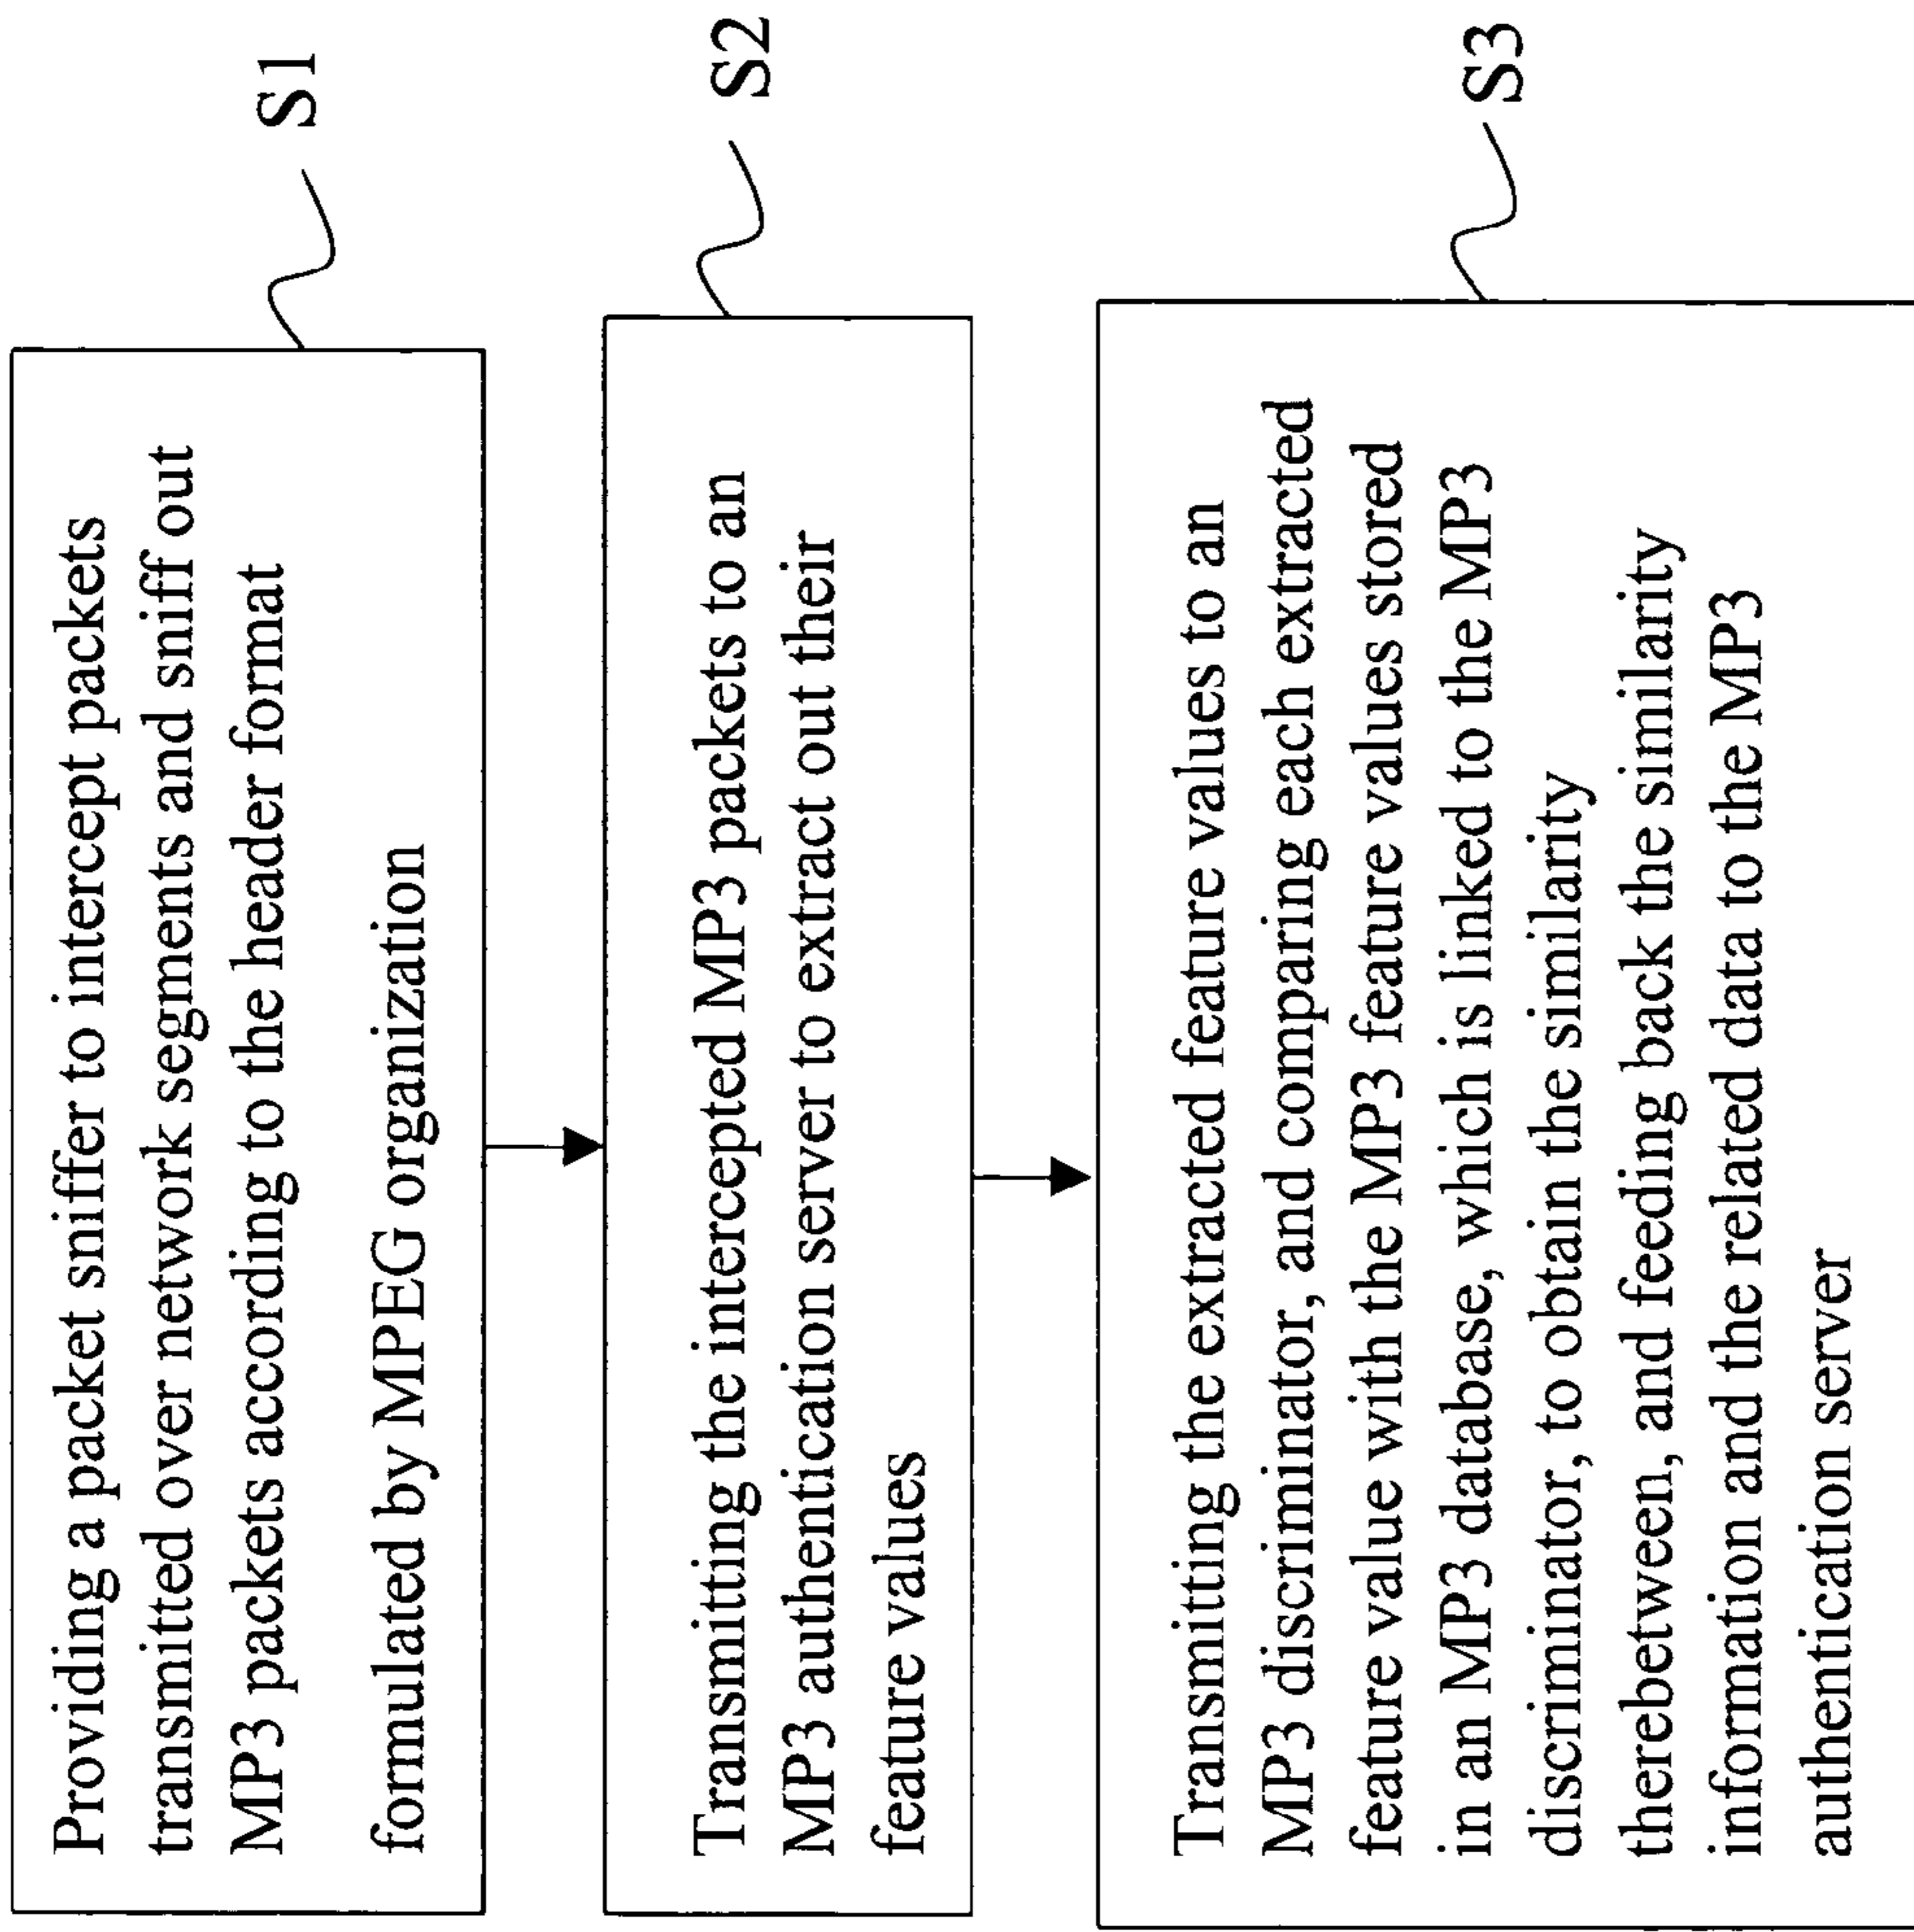 Providing a packet sniffer to intercept packets
transmitted over network segments and sniff out
MP3 packets according to the header format
formulated by MPEG organization
S1
Transmitting the intercepted MP3 packets to an
MP3 authentication server to extract out their
feature values
S2
Transmitting the extracted feature values to an
MP3 discriminator, and comparing each extracted
feature value with the MP3 feature values stored
in an MP3 database, which is linked to the MP3
discriminator, to obtain the similarity
therebetween, and feeding back the similarity
information and the related data to the MP3
authentication server
S3